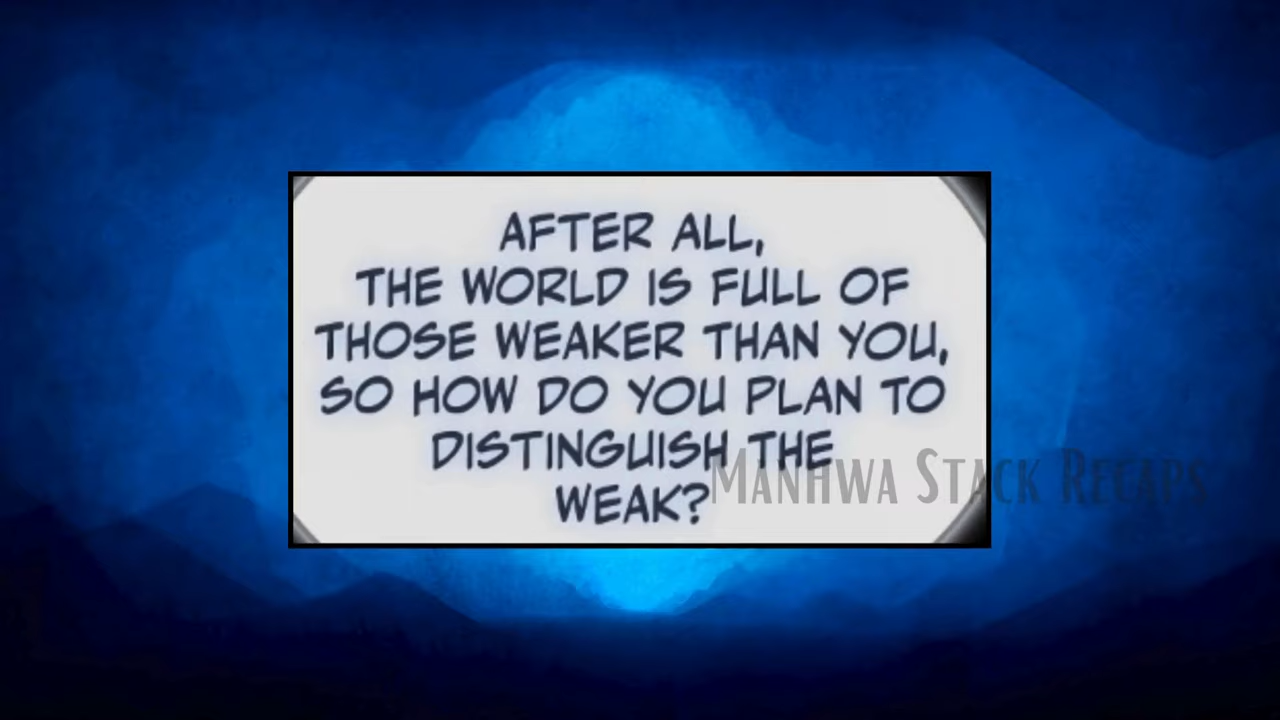 AFTER ALL,
THE WORLD IS FULL OF
THOSE WEAKER THAN YOU,
SO HOW DO YOU PLAN TO
DISTINGUISH THE
WEAK?
MANHWA STACK RECAPS